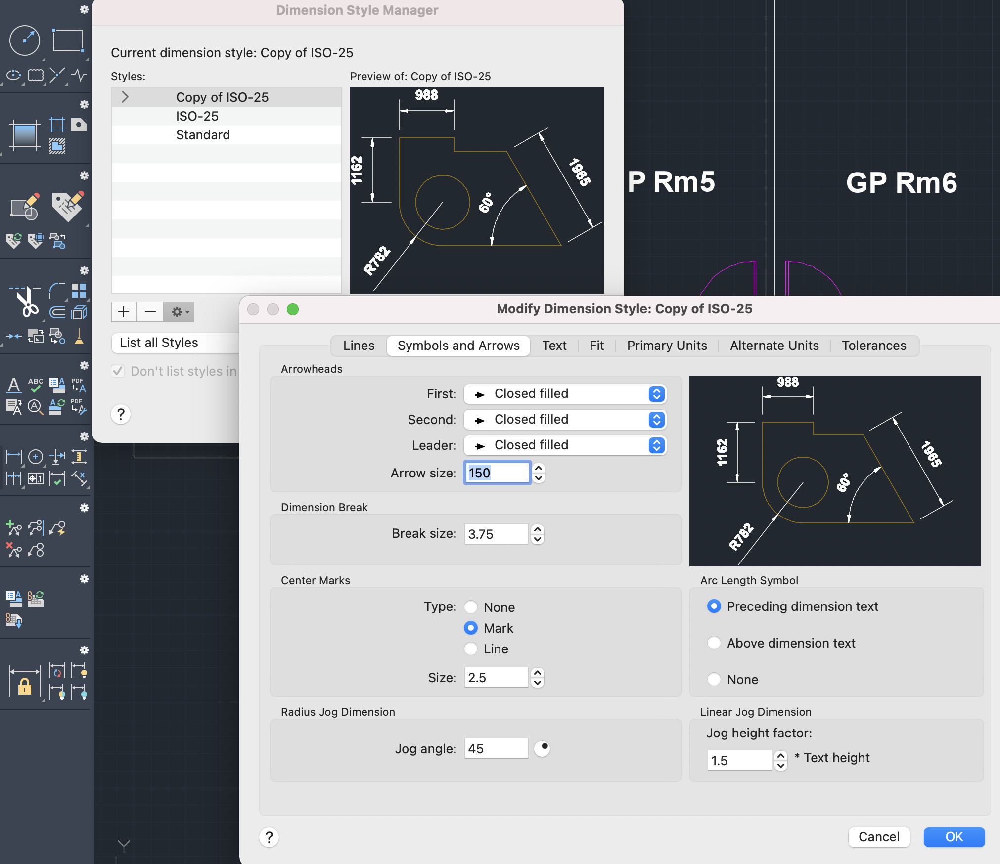 Dimension Style Manager
Current dimension style: Copy of ISO-25
Styles:
Preview of: Copy of ISO-25
Copy of ISO-25
ISO-25
Standard
988
1162
1965
60°
R782
P Rm5
GP Rm6
List all Styles
Don't list styles in
?
ABC
PDF
A
A
A
PDF
A
A
A
A
.1
x
A
Modify Dimension Style: Copy of ISO-25
Lines
Symbols and Arrows
Text
Fit
Primary Units
Alternate Units
Tolerances
Arrowheads
First:
Closed filled
Second:
Closed filled
Leader:
Closed filled
Arrow size:
150
988
1162
1965
60°
R782
Dimension Break
Break size:
3.75
Center Marks
Type:
None
Mark
Line
Size:
2.5
Arc Length Symbol
Preceding dimension text
Above dimension text
None
Radius Jog Dimension
Jog angle:
45
Linear Jog Dimension
Jog height factor:
1.5
* Text height
Y
?
Cancel
OK